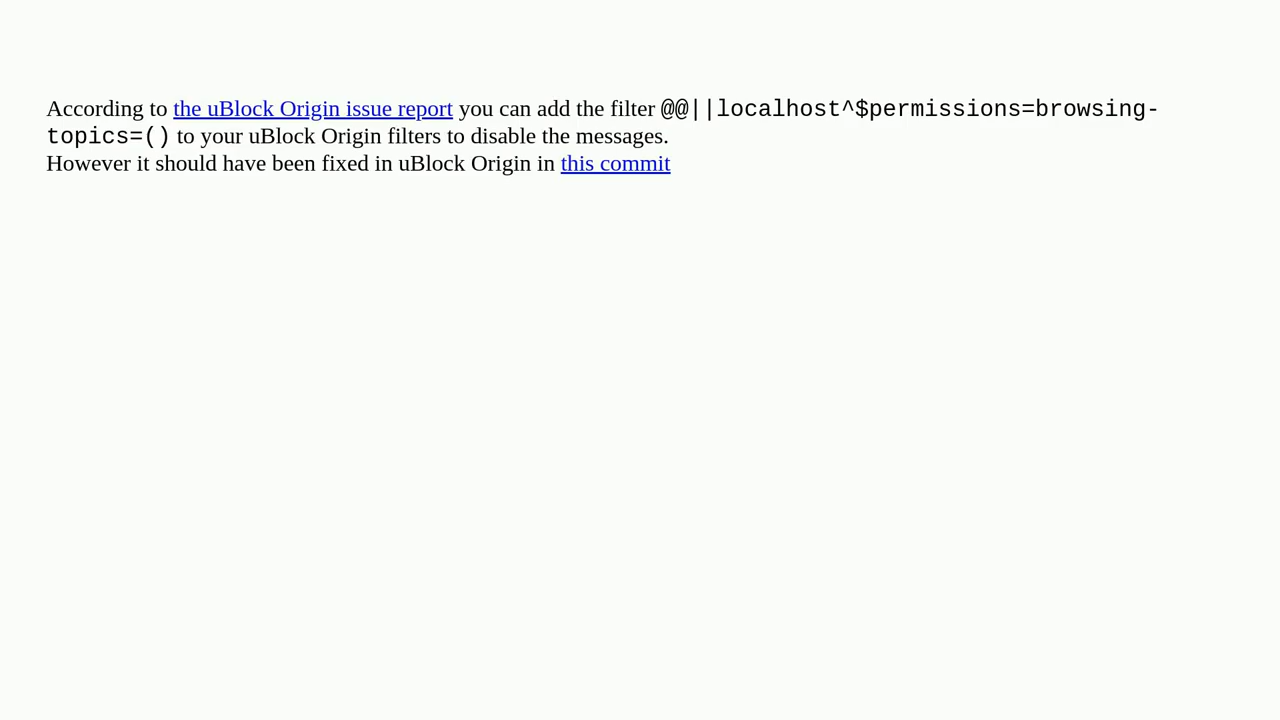 According to the uBlock Origin issue report you can add the filter @@||localhost^$permissions=browsing-
topics=() to your uBlock Origin filters to disable the messages.
However it should have been fixed in uBlock Origin in this commit